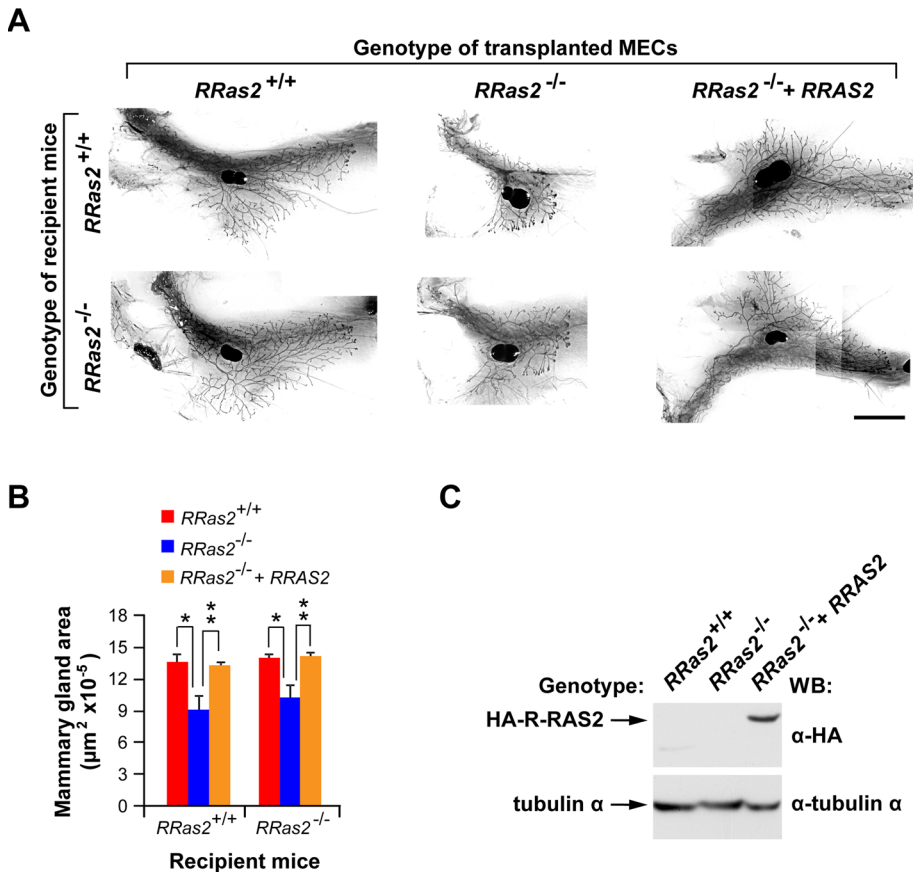 A
Genotype of transplanted MECs
RRas2+/+
RRas2-/-
RRas2-/-+ RRAS2
Genotype of recipient mice
RRas2+/+
RRas2-/-
B
RRas2+/+
RRas2-/-
RRas2-/- + RRAS2
Mammary gland area
(µm2 x10-5)
18
15
12
9
6
3
0
*
**
*
**
RRas2+/+
RRas2-/-
Recipient mice
C
Genotype:
RRas2+/+
RRas2-/-
RRas2-/-+ RRAS2
WB:
HA-R-RAS2
α-HA
tubulin α
α-tubulin α